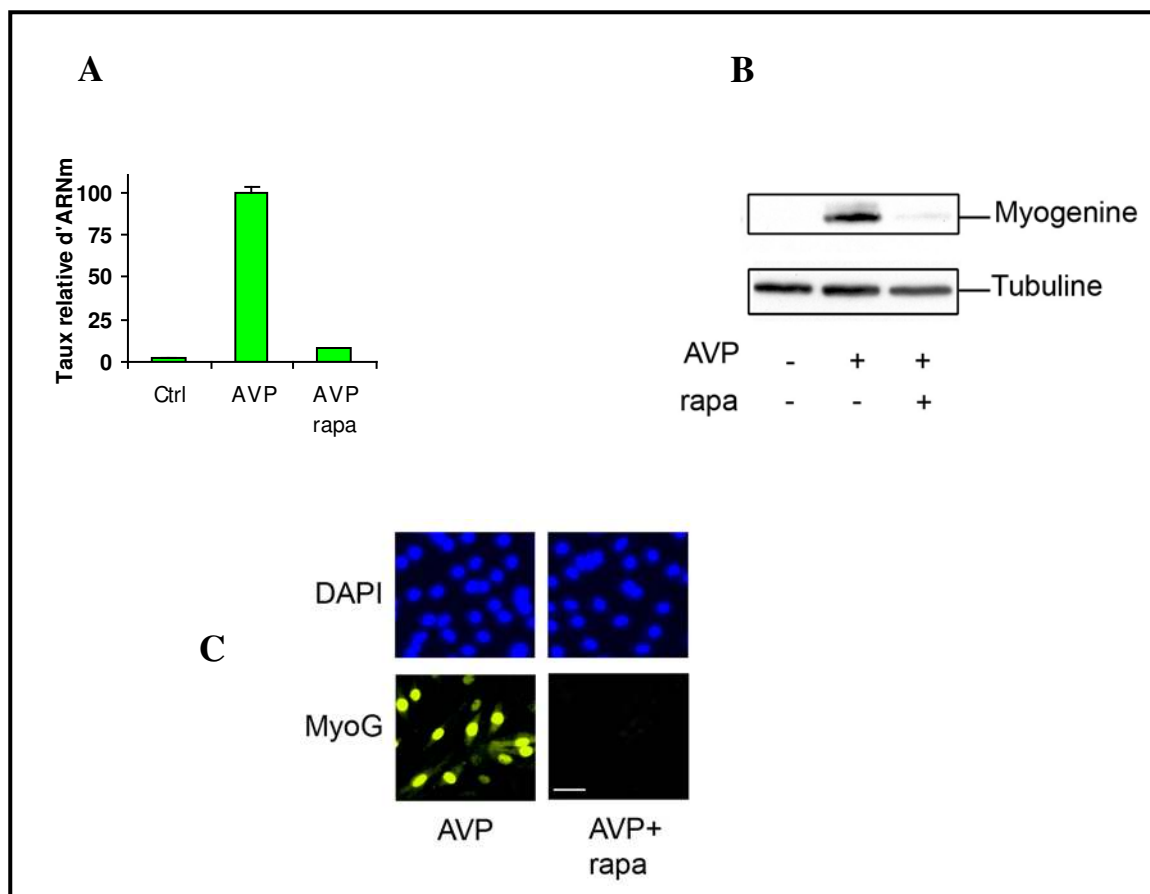 A
Taux relative d'ARNm
100
75
50
25
0
Ctrl
AVP
AVP
rapa
B
Myogenine
Tubuline
AVP - + +
rapa - - +
C
DAPI
MyoG
AVP
AVP+
rapa